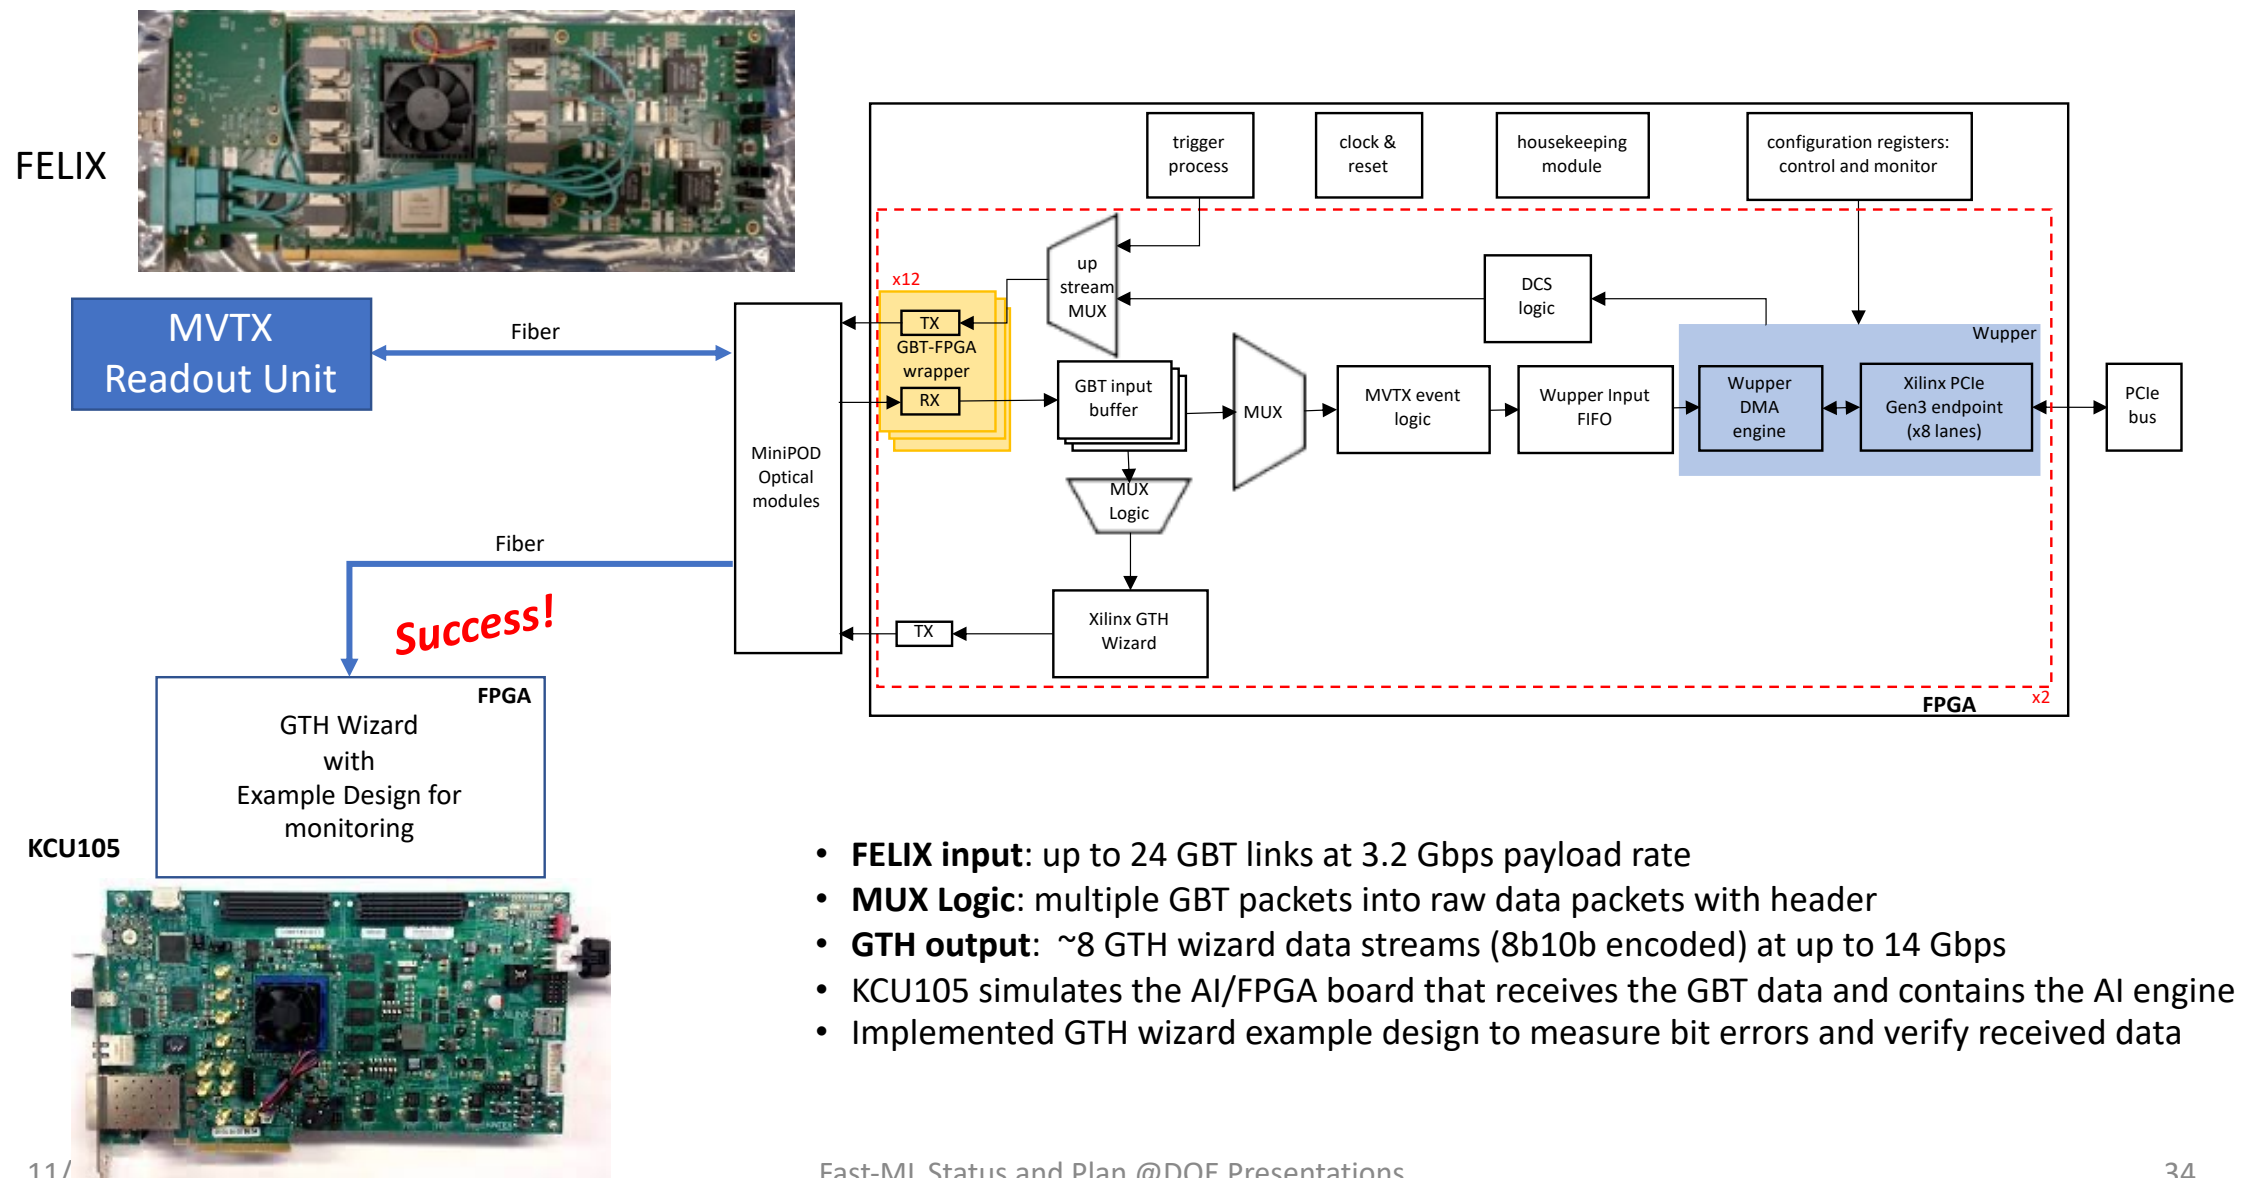 FELIX
MVTX
Readout Unit
Fiber
Fiber
Success!
FPGA
GTH Wizard
with
Example Design for
monitoring
KCU105
MiniPOD
Optical
modules
trigger
process
clock &
reset
housekeeping
module
configuration registers:
control and monitor
x12
TX
GBT-FPGA
wrapper
RX
up
stream
MUX
DCS
logic
Wupper
GBT input
buffer
MUX
MVTX event
logic
Wupper Input
FIFO
Wupper
DMA
engine
Xilinx PCIe
Gen3 endpoint
(x8 lanes)
PCIe
bus
MUX
Logic
TX
Xilinx GTH
Wizard
FPGA
x2
• FELIX input: up to 24 GBT links at 3.2 Gbps payload rate
• MUX Logic: multiple GBT packets into raw data packets with header
• GTH output: ~8 GTH wizard data streams (8b10b encoded) at up to 14 Gbps
• KCU105 simulates the AI/FPGA board that receives the GBT data and contains the AI engine
• Implemented GTH wizard example design to measure bit errors and verify received data
11/
Fast-ML Status and Plan @DOE Presentations
34